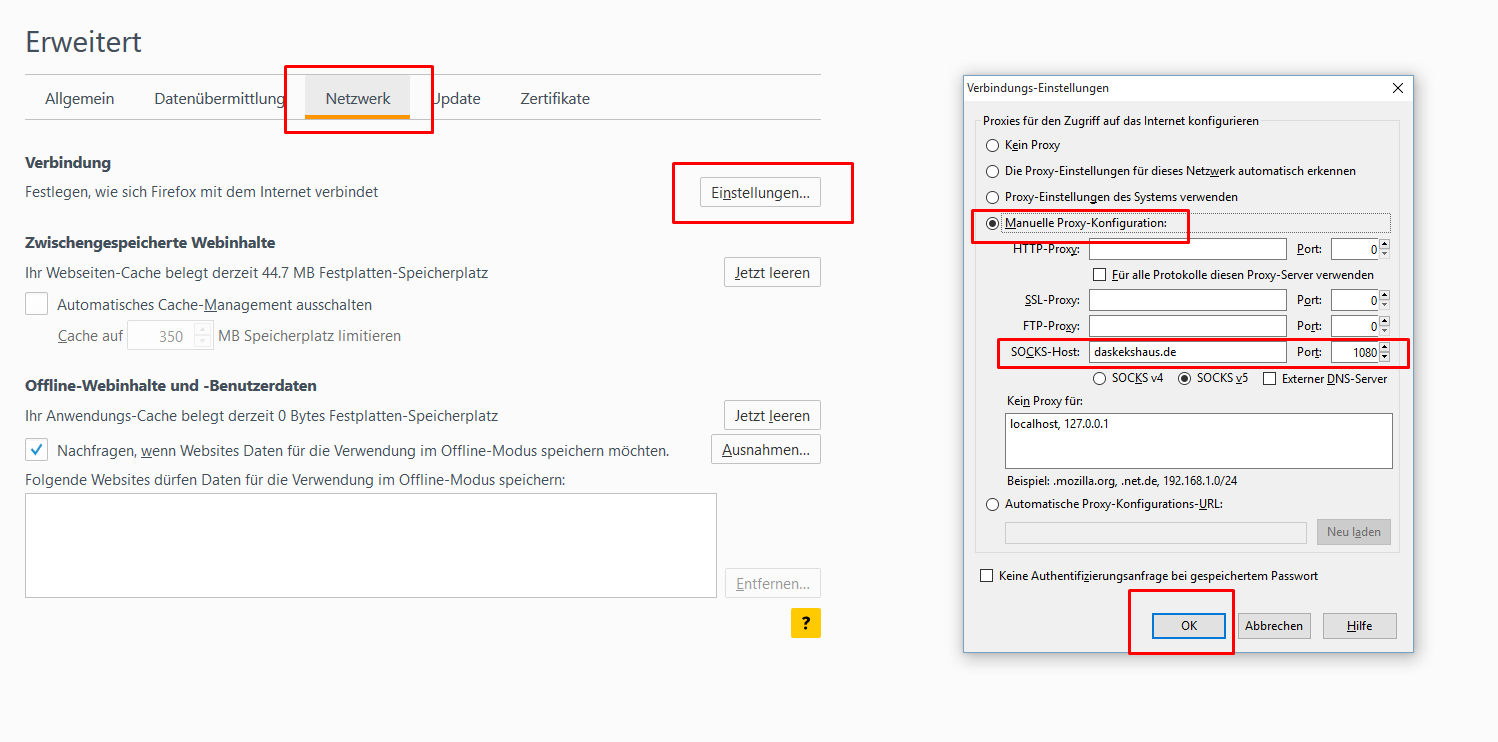 Erweitert
Allgemein Datenübermittlung Netzwerk Update Zertifikate
Verbindung
Festlegen, wie sich Firefox mit dem Internet verbindet Einstellungen...
Zwischengespeicherte Webinhalte
Ihr Webseiten-Cache belegt derzeit 44.7 MB Festplatten-Speicherplatz Jetzt leeren
Automatisches Cache-Management ausschalten
Cache auf 350 MB Speicherplatz limitieren
Offline-Webinhalte und -Benutzerdaten
Ihr Anwendungs-Cache belegt derzeit 0 Bytes Festplatten-Speicherplatz Jetzt leeren
Nachfragen, wenn Websites Daten für die Verwendung im Offline-Modus speichern möchten. Ausnahmen...
Folgende Websites dürfen Daten für die Verwendung im Offline-Modus speichern:
Entfernen...
?
Verbindungs-Einstellungen
Proxies für den Zugriff auf das Internet konfigurieren
Kein Proxy
Die Proxy-Einstellungen für dieses Netzwerk automatisch erkennen
Proxy-Einstellungen des Systems verwenden
Manuelle Proxy-Konfiguration:
HTTP-Proxy: Port: 0
Für alle Protokolle diesen Proxy-Server verwenden
SSL-Proxy: Port: 0
FTP-Proxy: Port: 0
SOCKS-Host: daskekshaus.de Port: 1080
SOCKS v4 SOCKS v5 Externer DNS-Server
Kein Proxy für:
localhost, 127.0.0.1
Beispiel: .mozilla.org, .net.de, 192.168.1.0/24
Automatische Proxy-Konfigurations-URL:
Neu laden
Keine Authentifizierungsanfrage bei gespeichertem Passwort
OK Abbrechen Hilfe